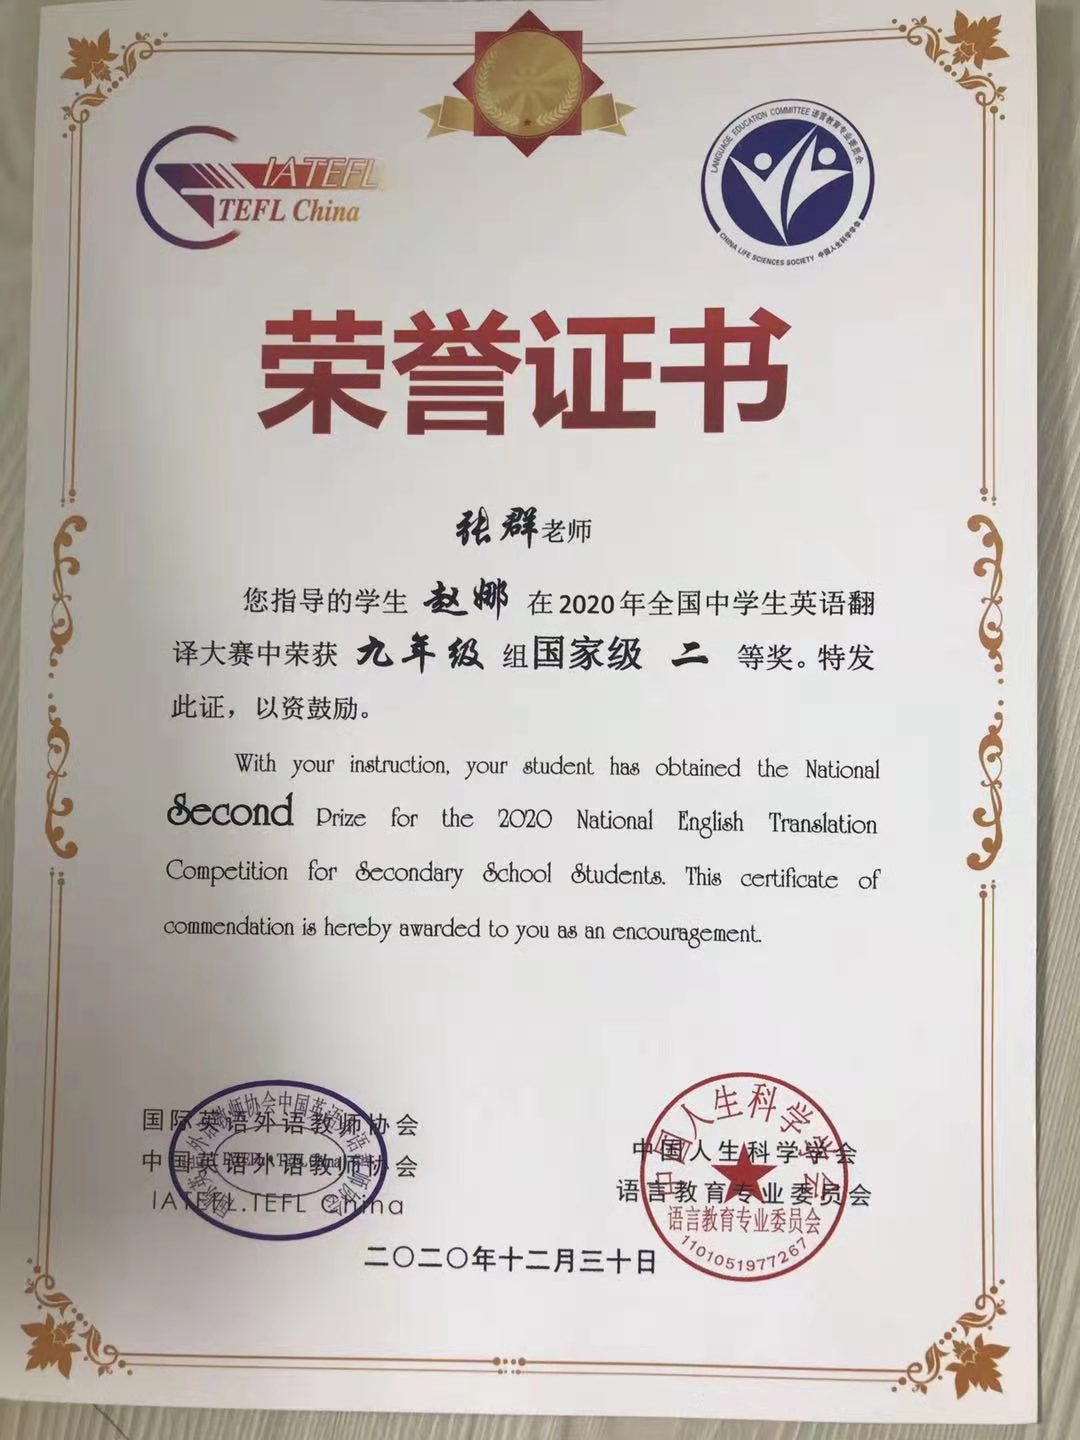 IATEFL
TEFL China
LANGUAGE EDUCATION COMMITTEE 语言教育专业委员会
CHINA LIFE SCIENCES SOCIETY 中国人生科学学会
荣誉证书
张群老师
您指导的学生 赵娜 在2020年全国中学生英语翻
译大赛中荣获 九年级 组国家级 二 等奖。特发
此证，以资鼓励。
With your instruction, your student has obtained the National
Second Prize for the 2020 National English Translation
Competition for Secondary School Students. This certificate of
commendation is hereby awarded to you as an encouragement.
国际英语外语教师协会
中国英语外语教师协会
IATEFL.TEFL China
中国人生科学学会
语言教育专业委员会
中国人生科学学会
语言教育专业委员会
1101051977267
二〇二〇年十二月三十日